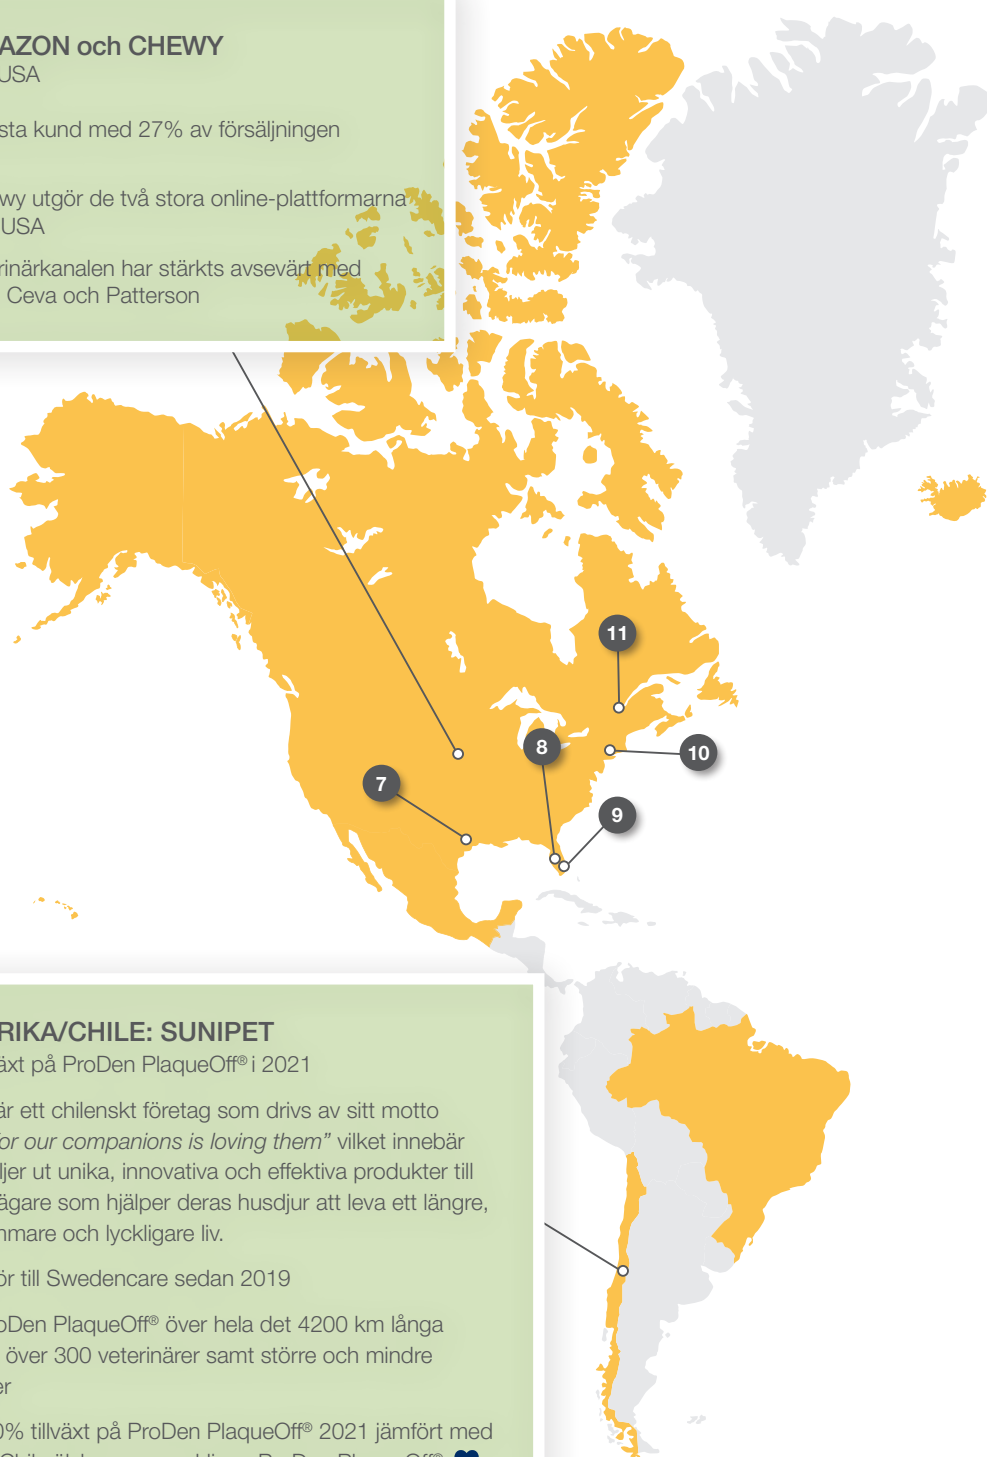 AZON och CHEWY
USA
sta kund med 27% av försäljningen
wy utgör de två stora online-plattformarna
USA
rinärkanalen har stärkts avsevärt med
Ceva och Patterson
11
8
10
7
9
RIKA/CHILE: SUNIPET
äxt på ProDen PlaqueOff® i 2021
är ett chilenskt företag som drivs av sitt motto
or our companions is loving them” vilket innebär
ljer ut unika, innovativa och effektiva produkter till
ägare som hjälper deras husdjur att leva ett längre,
nmare och lyckligare liv.
ör till Swedencare sedan 2019
oDen PlaqueOff® över hela det 4200 km långa
över 300 veterinärer samt större och mindre
er
0% tillväxt på ProDen PlaqueOff® 2021 jämfört med